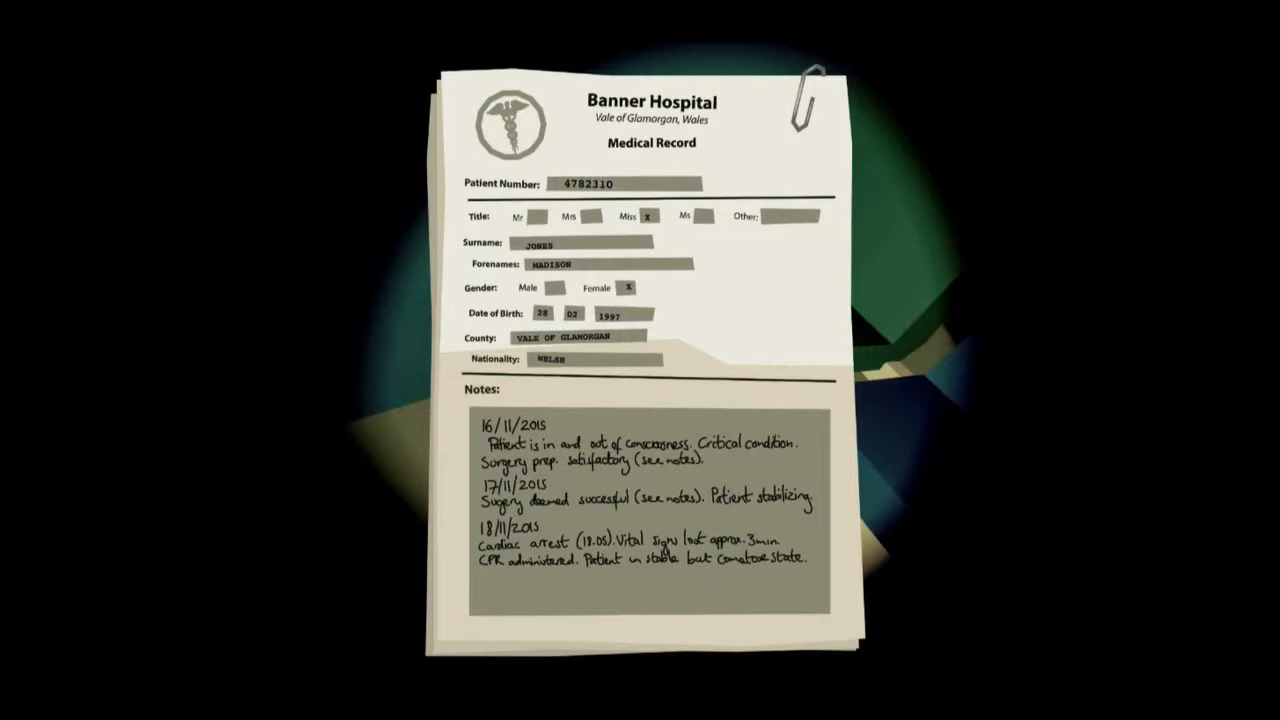 Banner Hospital
Vale of Glamorgan, Wales
Medical Record
Patient Number: 4782310
Title: Mr Mrs Miss x Ms Other:
Surname: JONES
Forenames: MADISON
Gender: Male Female X
Date of Birth: 28 02 1997
County: VALE OF GLAMORGAN
Nationality: WELSH
Notes:
16/11/2015
Patient is in and out of consciousness. Critical condition.
Surgery prep. satisfactory (see notes).
17/11/2015
Sugery deemed successful (see notes). Patient stabilizing.
18/11/2015
Cardiac arrest (18.05). Vital signs lost approx. 3min.
CPR administered. Patient in stable but comatose state.